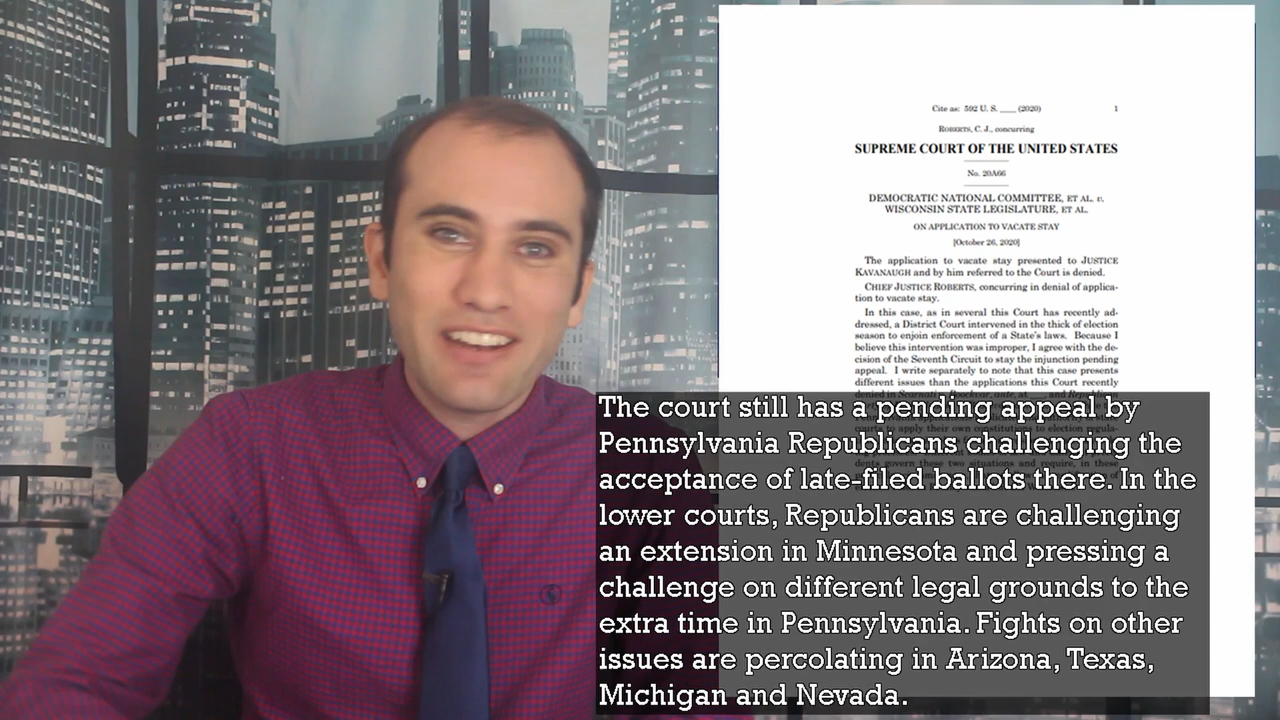 Cite as: 592 U. S. ____ (2020) 1
ROBERTS, C. J., concurring
SUPREME COURT OF THE UNITED STATES
No. 20A66
DEMOCRATIC NATIONAL COMMITTEE, ET AL. v.
WISCONSIN STATE LEGISLATURE, ET AL.
ON APPLICATION TO VACATE STAY
[October 26, 2020]
The application to vacate stay presented to JUSTICE
KAVANAUGH and by him referred to the Court is denied.
CHIEF JUSTICE ROBERTS, concurring in denial of applica-
tion to vacate stay.
In this case, as in several this Court has recently ad-
dressed, a District Court intervened in the thick of election
season to enjoin enforcement of a State's laws. Because I
believe this intervention was improper, I agree with the de-
cision of the Seventh Circuit to stay the injunction pending
appeal. I write separately to note that this case presents
different issues than the applications this Court recently
The court still has a pending appeal by
Pennsylvania Republicans challenging the
acceptance of late-filed ballots there. In the
lower courts, Republicans are challenging
an extension in Minnesota and pressing a
challenge on different legal grounds to the
extra time in Pennsylvania. Fights on other
issues are percolating in Arizona, Texas,
Michigan and Nevada.